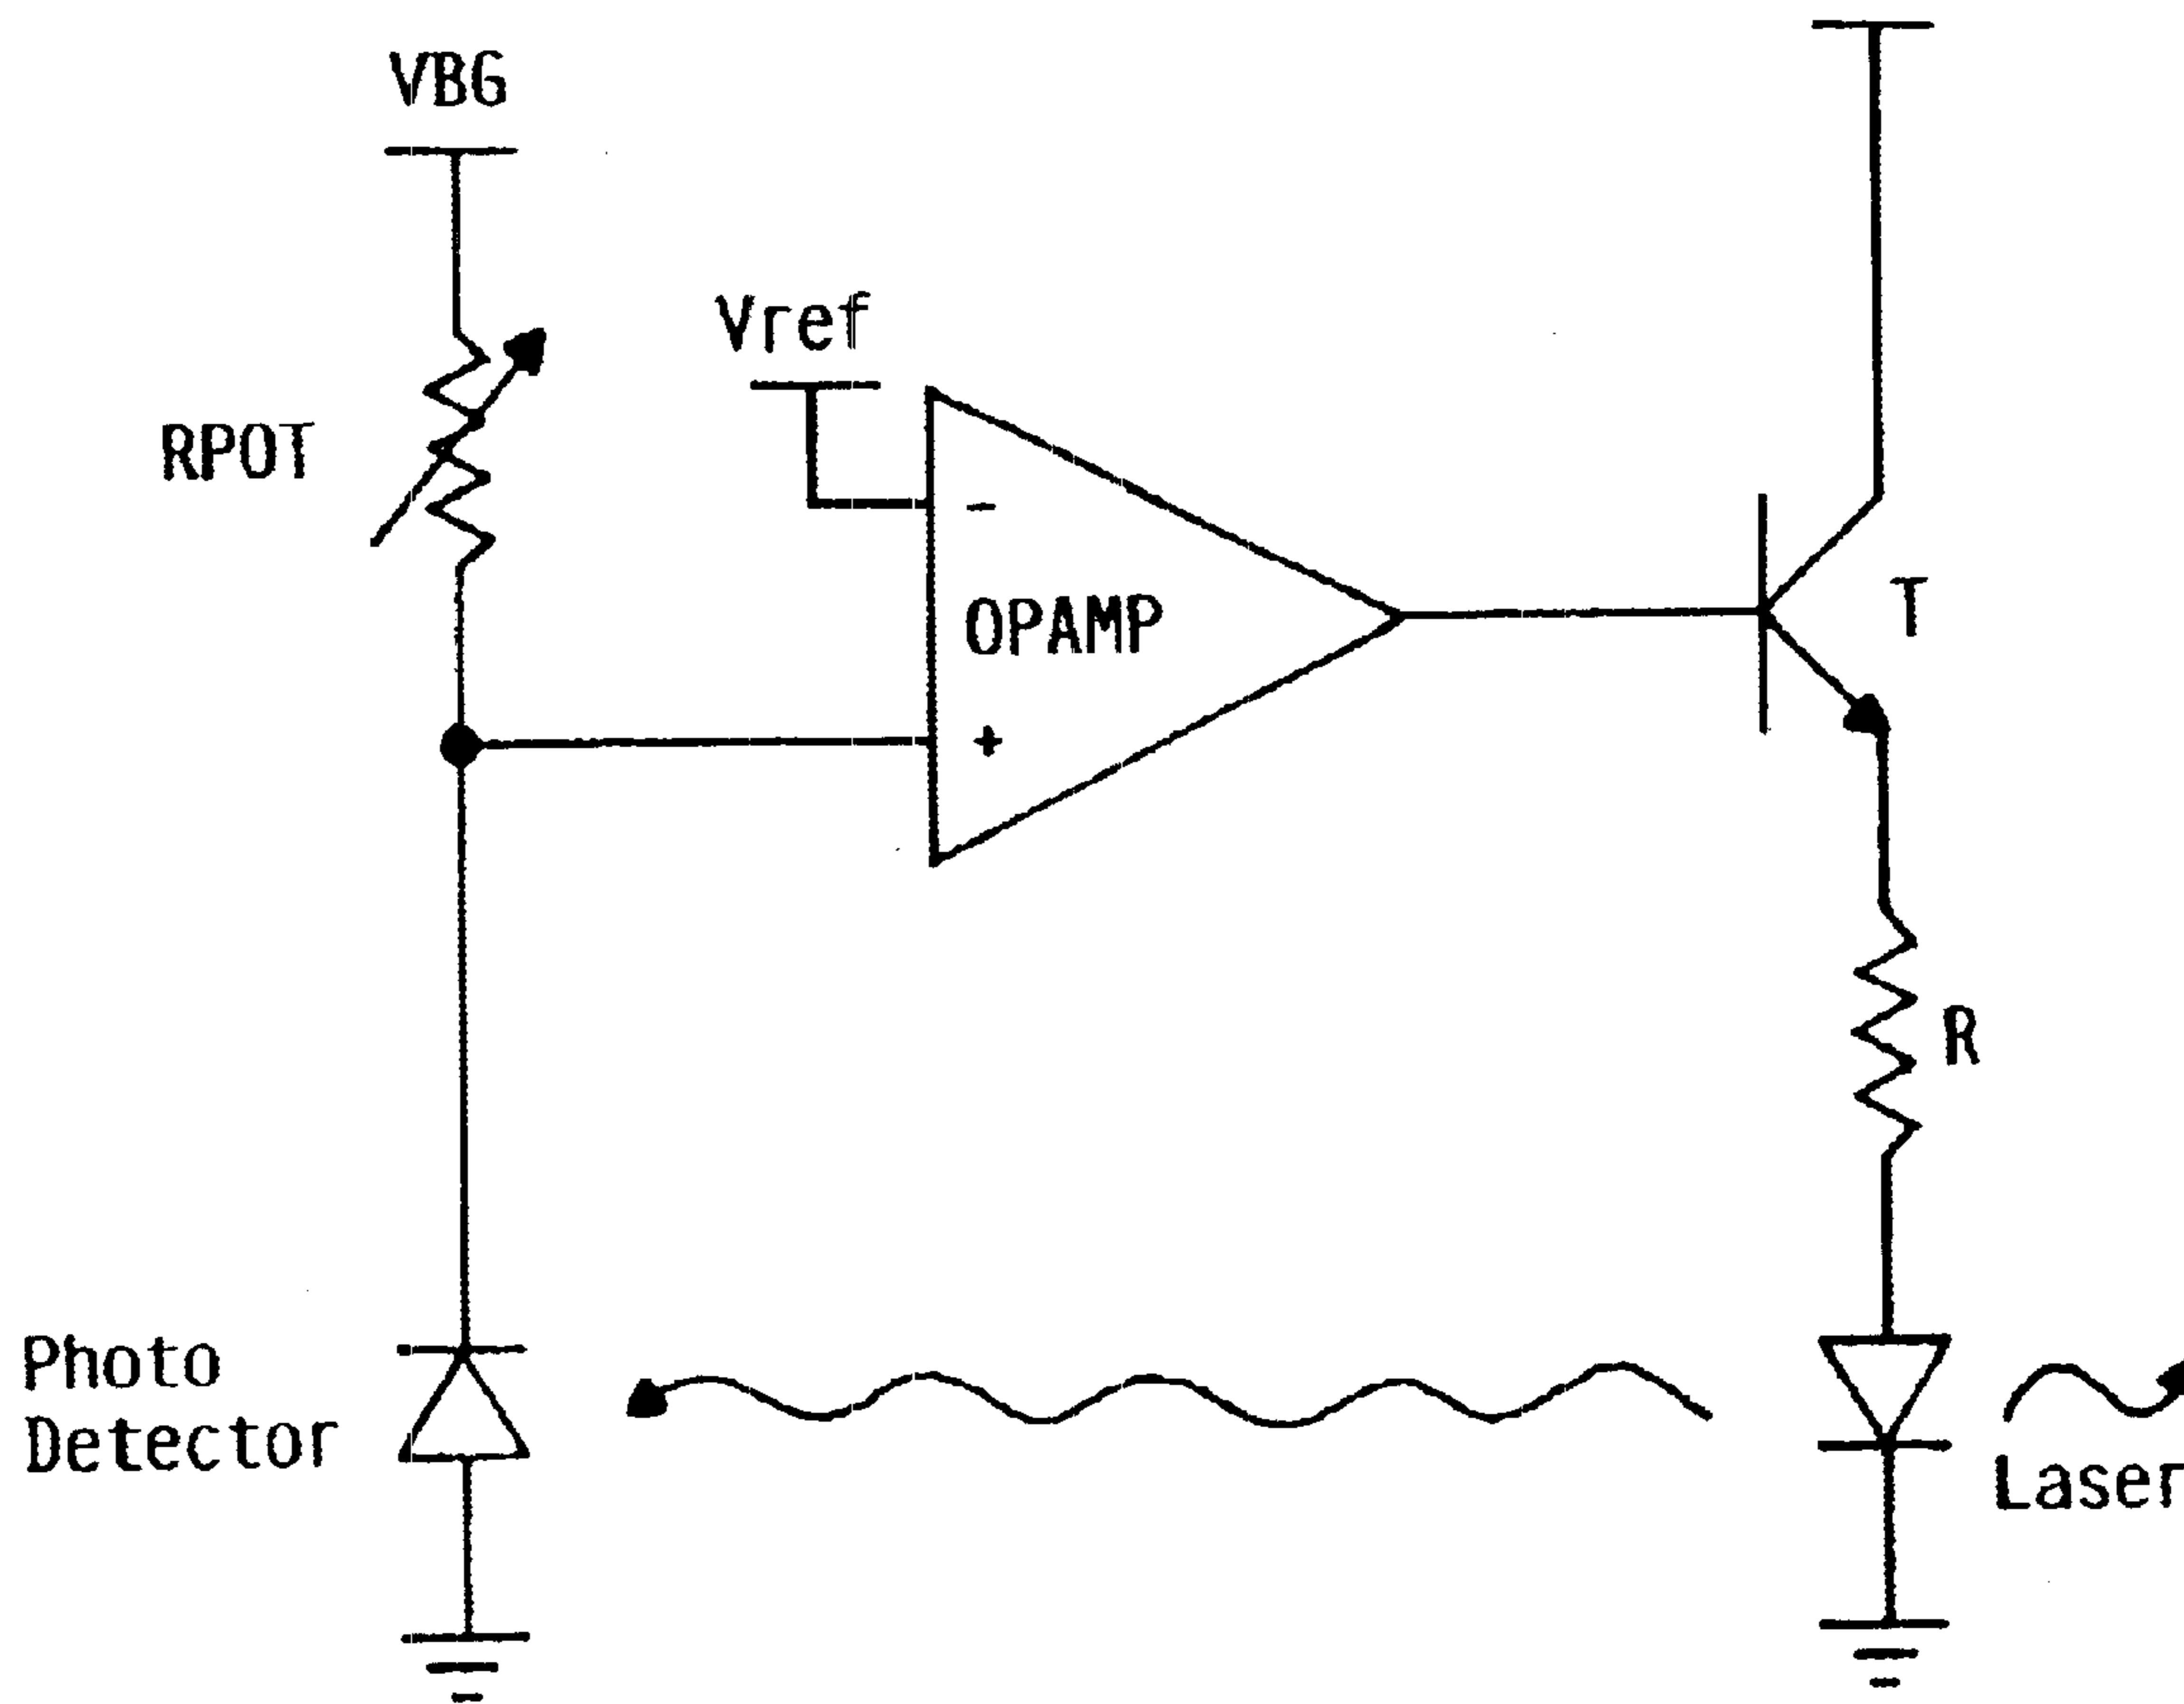 VBG
Vref
RPOT
-
OPAMP
+
T
R
Photo
Detector
Laser